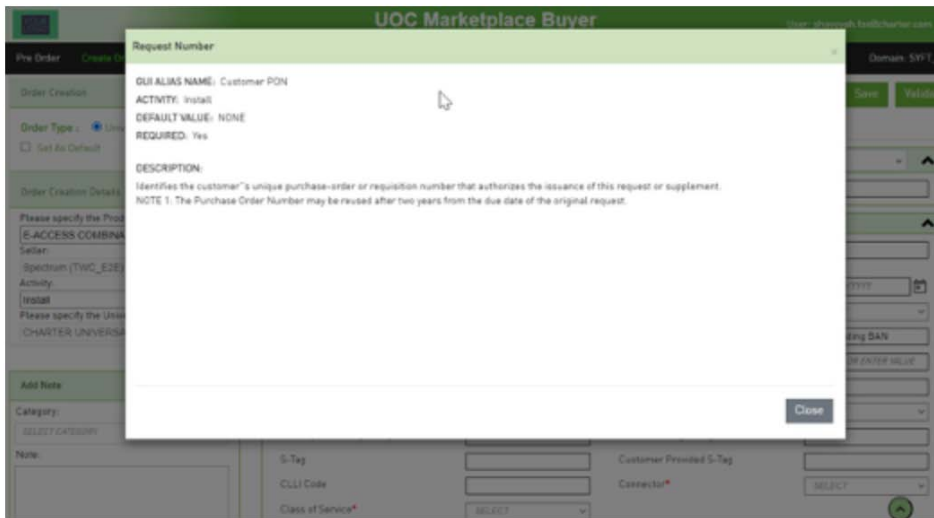 UOC Marketplace Buyer
Pre Order
Domain: SYFT,
Request Number
×
GUI ALIAS NAME: Customer PON
ACTIVITY: Install
DEFAULT VALUE: NONE
REQUIRED: Yes
DESCRIPTION:
Identifies the customer"s unique purchase-order or requisition number that authorizes the issuance of this request or supplement.
NOTE 1: The Purchase Order Number may be reused after two years from the due date of the original request.
Close
Order Creation
Save
Order Type :
Set As Default
Order Creation Details
Please specify the
E-ACCESS
Seller:
Spectrum (TWC_E2E)
Activity:
Install
Please specify the
CHARTER
BAN
OR ENTER VALUE
Add Note
Category:
SELECT CATEGORY
Note:
S-Tag
Customer Provided S-Tag
CLLI Code
Connector*
SELECT
Class of Service*
SELECT